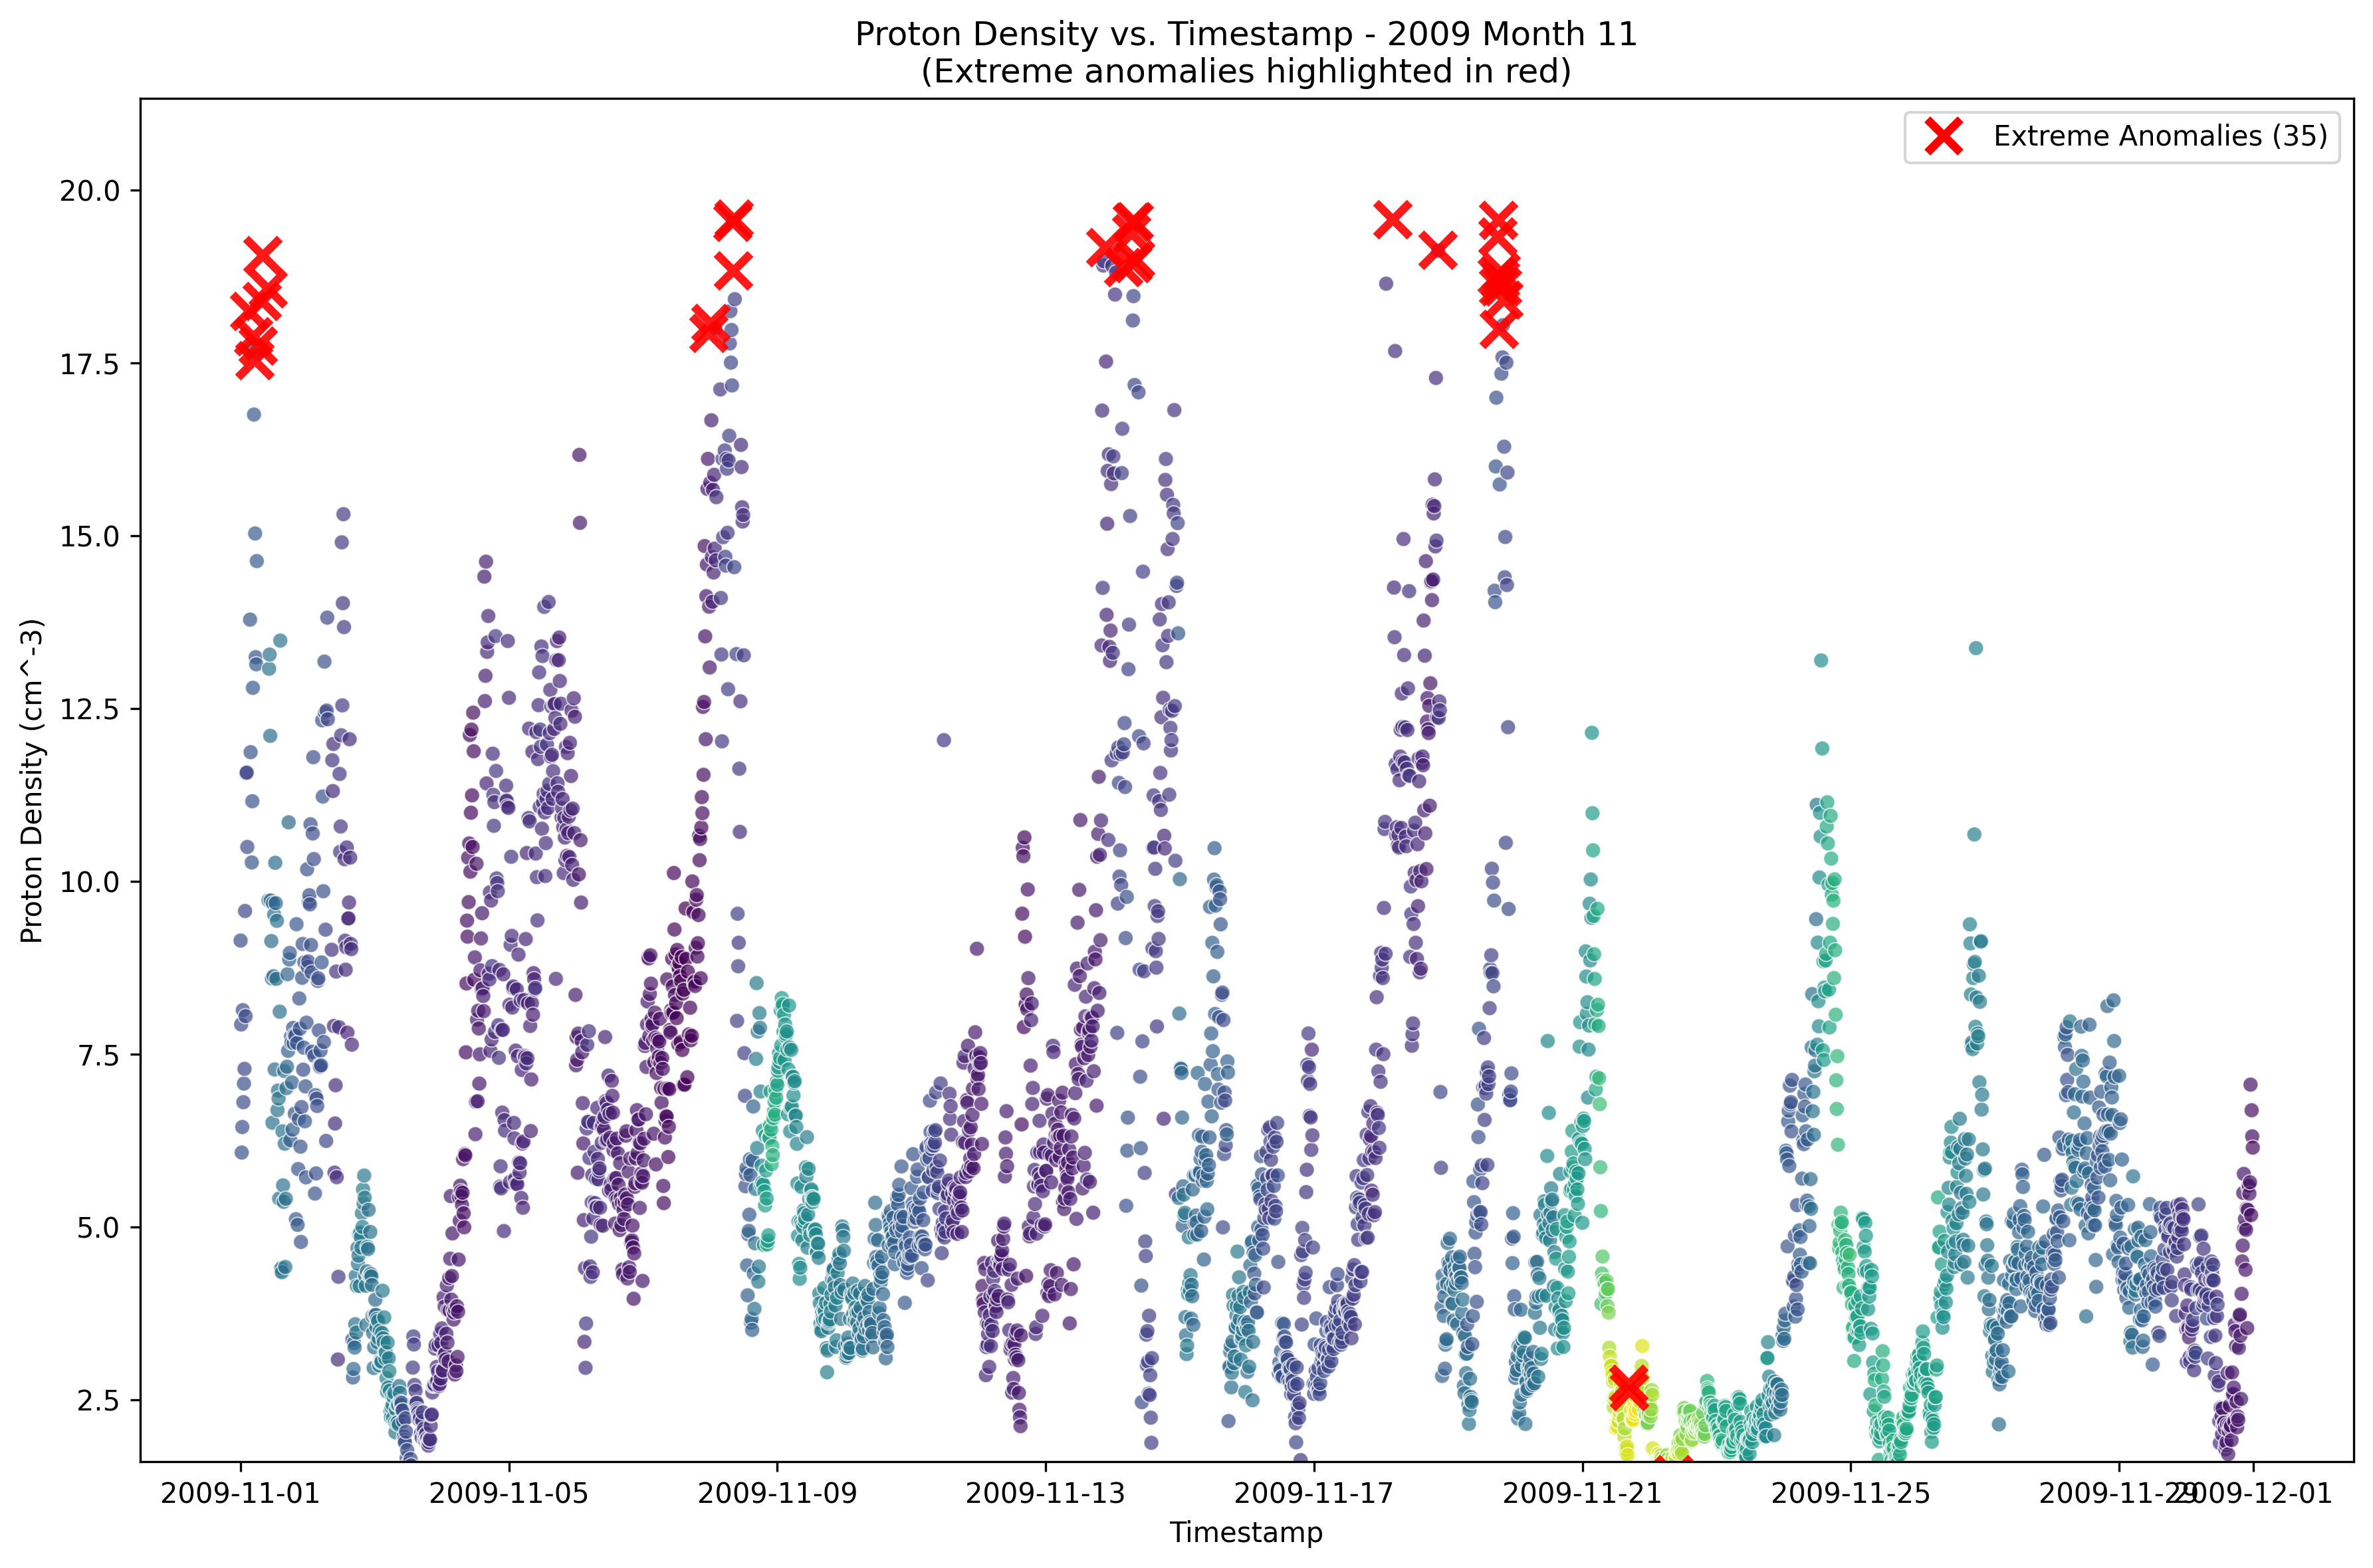 Proton Density vs. Timestamp - 2009 Month 11
(Extreme anomalies highlighted in red)
Extreme Anomalies (35)
20.0
17.5
15.0
12.5
10.0
7.5
5.0
2.5
Proton Density (cm^-3)
2009-11-01 2009-11-05 2009-11-09 2009-11-13 2009-11-17 2009-11-21 2009-11-25 2009-11-29 2009-12-01
Timestamp